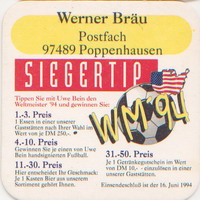 Werner Bräu
Postfach
97489 Poppenhausen
SIEGERTIP
WM '94
Tippen Sie mit Uwe Bein den
Weltmeister '94 und gewinnen Sie:
1.-3. Preis
1 Essen in einer unserer
Gaststätten nach Ihrer Wahl
im Wert von je DM 250.-
4.-10. Preis
Gewinnen Sie je einen von Uwe
Bein handsignierten Fußball.
11.-30. Preis
Hier entscheidet Ihr Geschmack:
Je 1 Kasten Bier aus unserem
Sortiment gehört Ihnen.
31.-50. Preis
Je 1 Getränkegutschein im Wert
von DM 10.- einzulösen in einer
unserer Gaststätten
Einsendeschluß ist der 16. Juni 1994